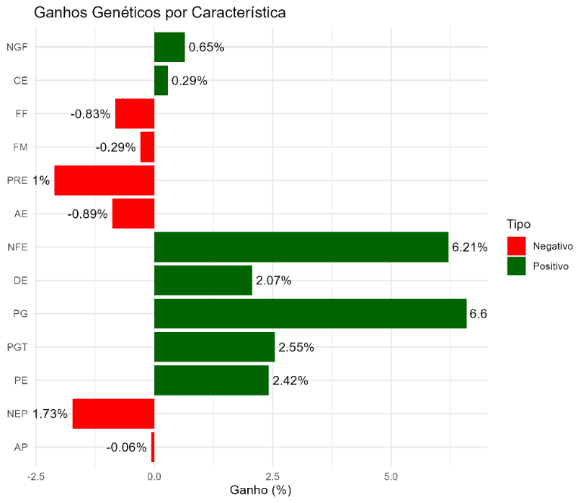 Ganhos Genéticos por Característica
NGF 0.65%
CE 0.29%
FF -0.83%
FM -0.29%
PRE 1%
AE -0.89%
NFE 6.21%
DE 2.07%
PG 6.6
PGT 2.55%
PE 2.42%
NEP 1.73%
AP -0.06%
-2.5 0.0 2.5 5.0
Ganho (%)
Tipo
Negativo
Positivo